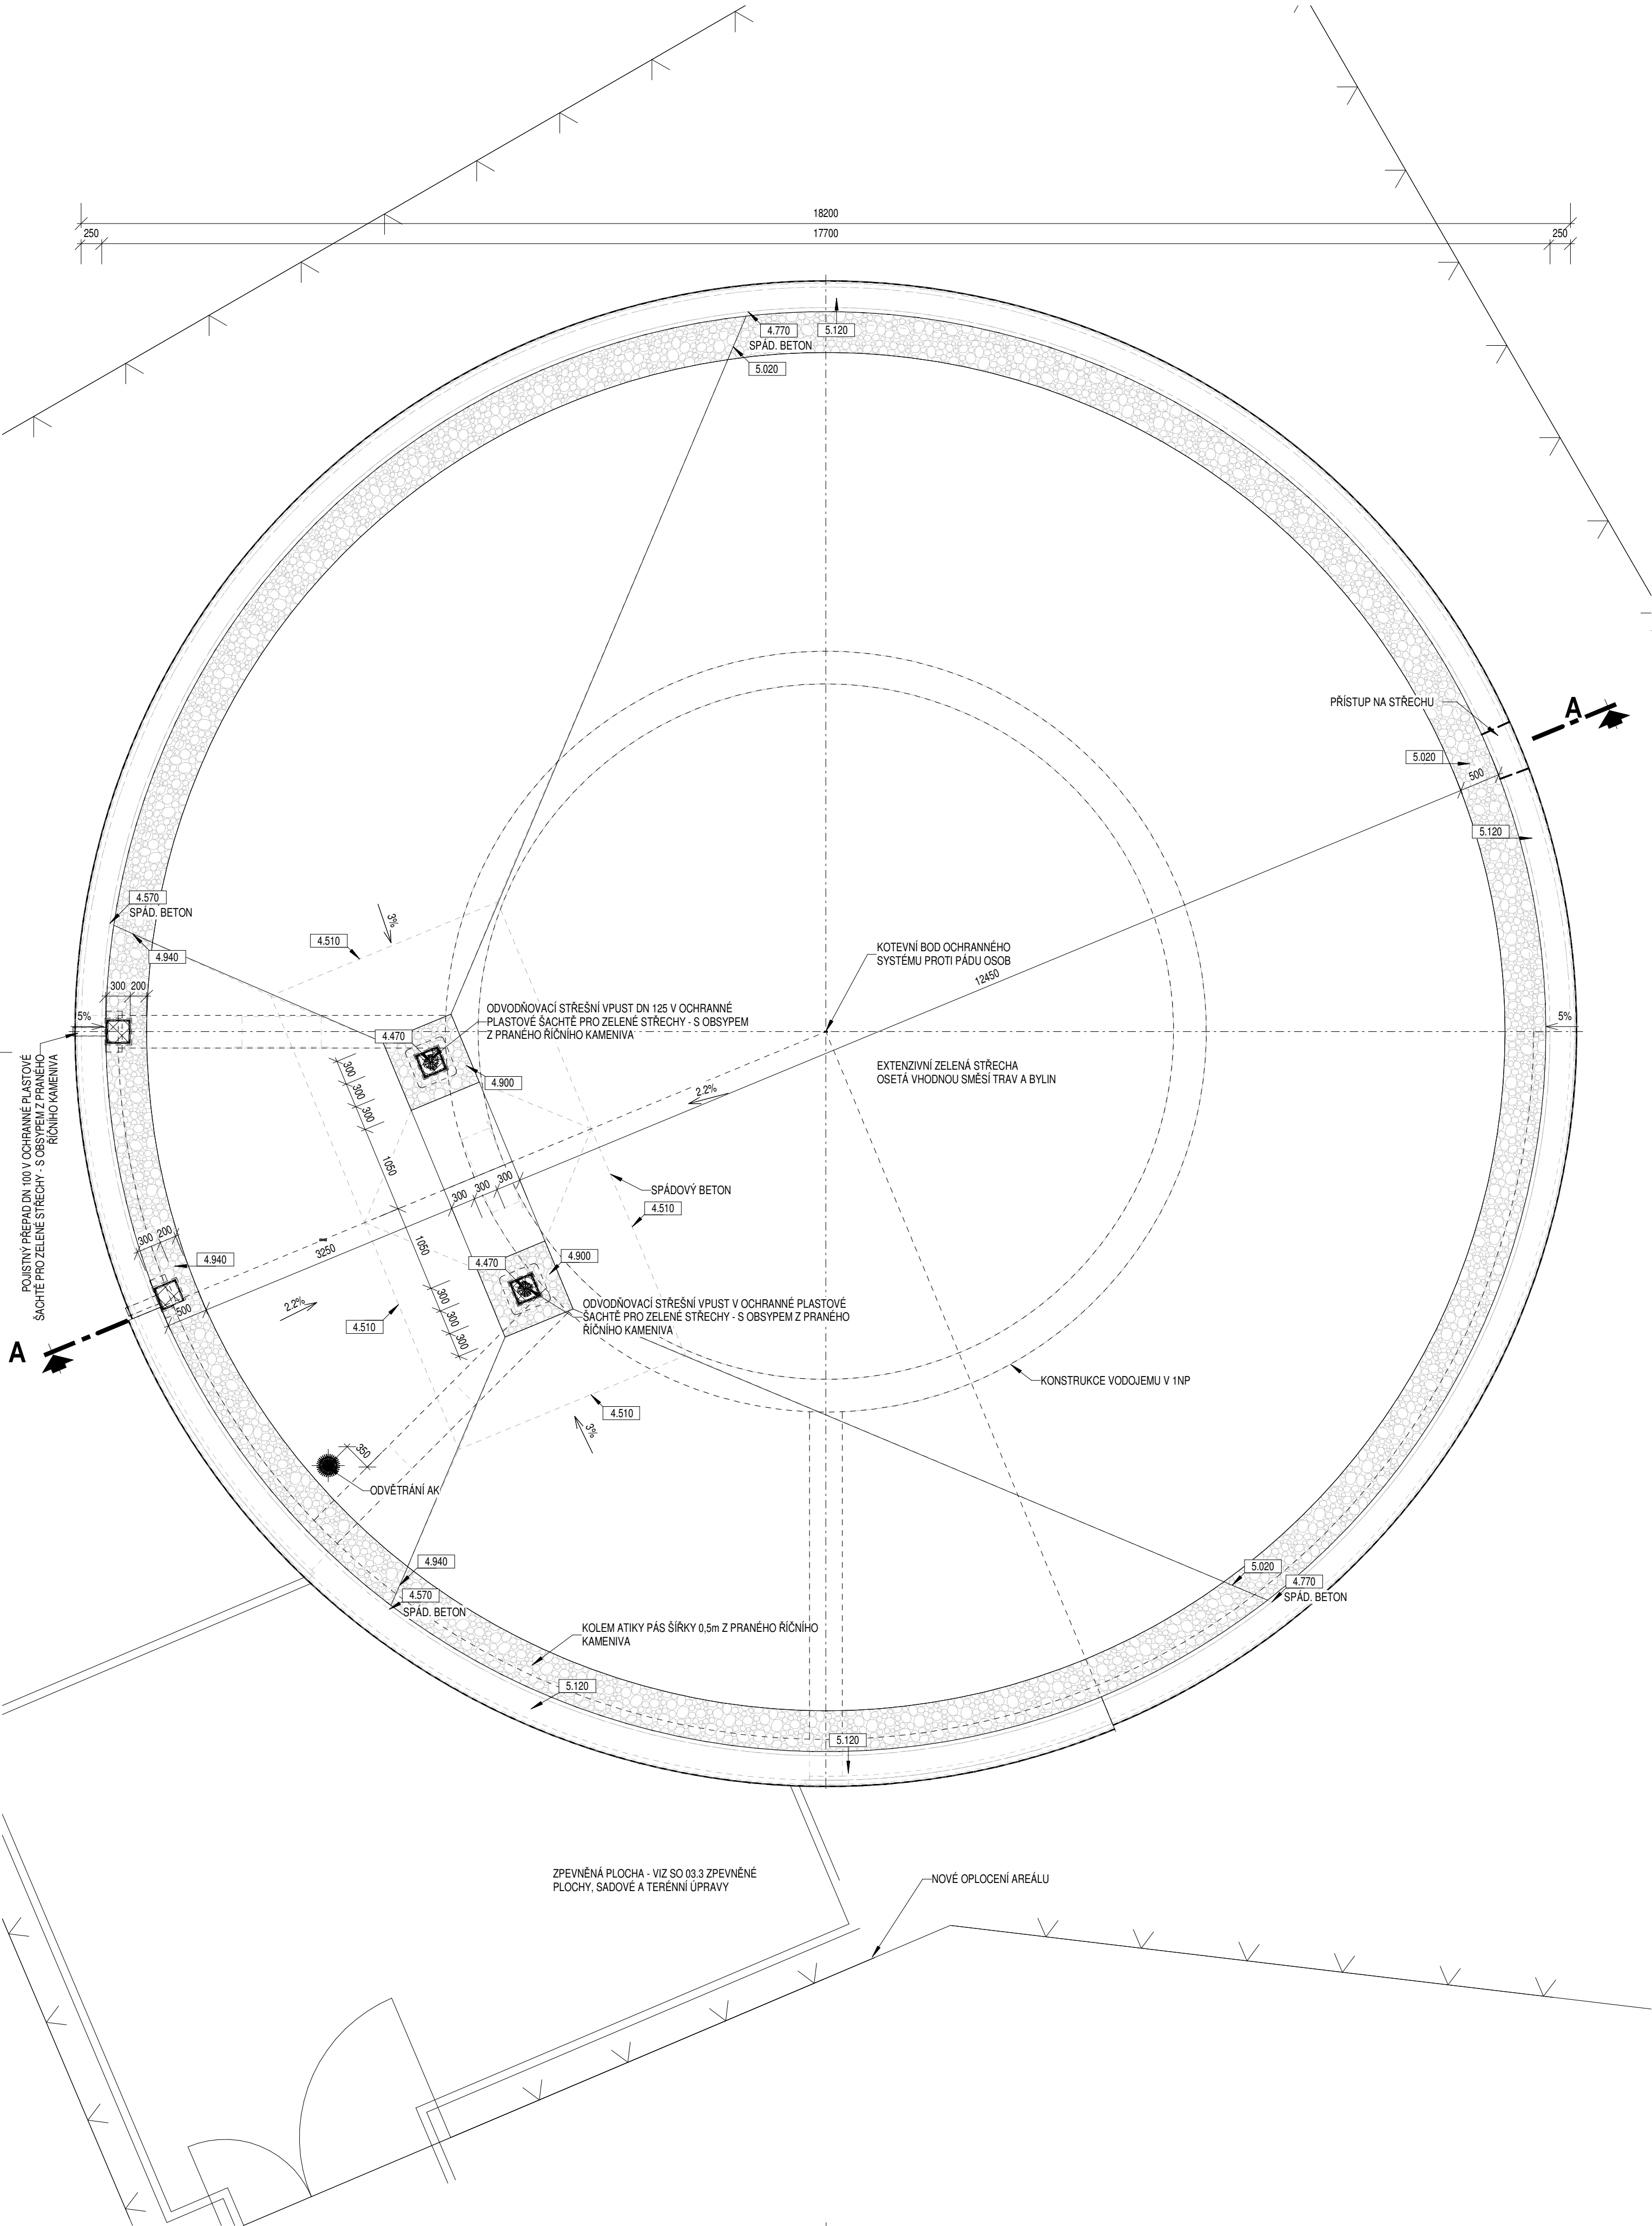 18200
250
17700
250
4.770
5.120
SPÁD. BETON
5.020
PŘÍSTUP NA STŘECHU
A
5.020
500
5.120
4.570
SPÁD. BETON
4.940
4.510
3%
KOTEVNÍ BOD OCHRANNÉHO
SYSTÉMU PROTI PÁDU OSOB
12450
300
200
5%
5%
ODVODŇOVACÍ STŘEŠNÍ VPUST DN 125 V OCHRANNÉ
PLASTOVÉ ŠACHTĚ PRO ZELENÉ STŘECHY - S OBSYPEM
Z PRANÉHO ŘÍČNÍHO KAMENIVA
4.470
4.900
EXTENZIVNÍ ZELENÁ STŘECHA
OSETÁ VHODNOU SMĚSÍ TRAV A BYLIN
2.2%
300
300
300
1050
POJISTNÝ PŘEPAD DN 100 V OCHRANNÉ PLASTOVÉ
ŠACHTĚ PRO ZELENÉ STŘECHY - S OBSYPEM Z PRANÉHO
ŘÍČNÍHO KAMENIVA
300
300
300
SPÁDOVÝ BETON
4.510
300
200
4.940
3250
1050
4.470
4.900
500
2.2%
4.510
300
300
300
ODVODŇOVACÍ STŘEŠNÍ VPUST V OCHRANNÉ PLASTOVÉ
ŠACHTĚ PRO ZELENÉ STŘECHY - S OBSYPEM Z PRANÉHO
ŘÍČNÍHO KAMENIVA
A
KONSTRUKCE VODOJEMU V 1NP
4.510
3%
350
ODVĚTRÁNÍ AK
4.940
4.570
SPÁD. BETON
5.020
4.770
SPÁD. BETON
KOLEM ATIKY PÁS ŠÍŘKY 0,5m Z PRANÉHO ŘÍČNÍHO
KAMENIVA
5.120
5.120
ZPEVNĚNÁ PLOCHA - VIZ SO 03.3 ZPEVNĚNÉ
PLOCHY, SADOVÉ A TERÉNNÍ ÚPRAVY
NOVÉ OPLOCENÍ AREÁLU